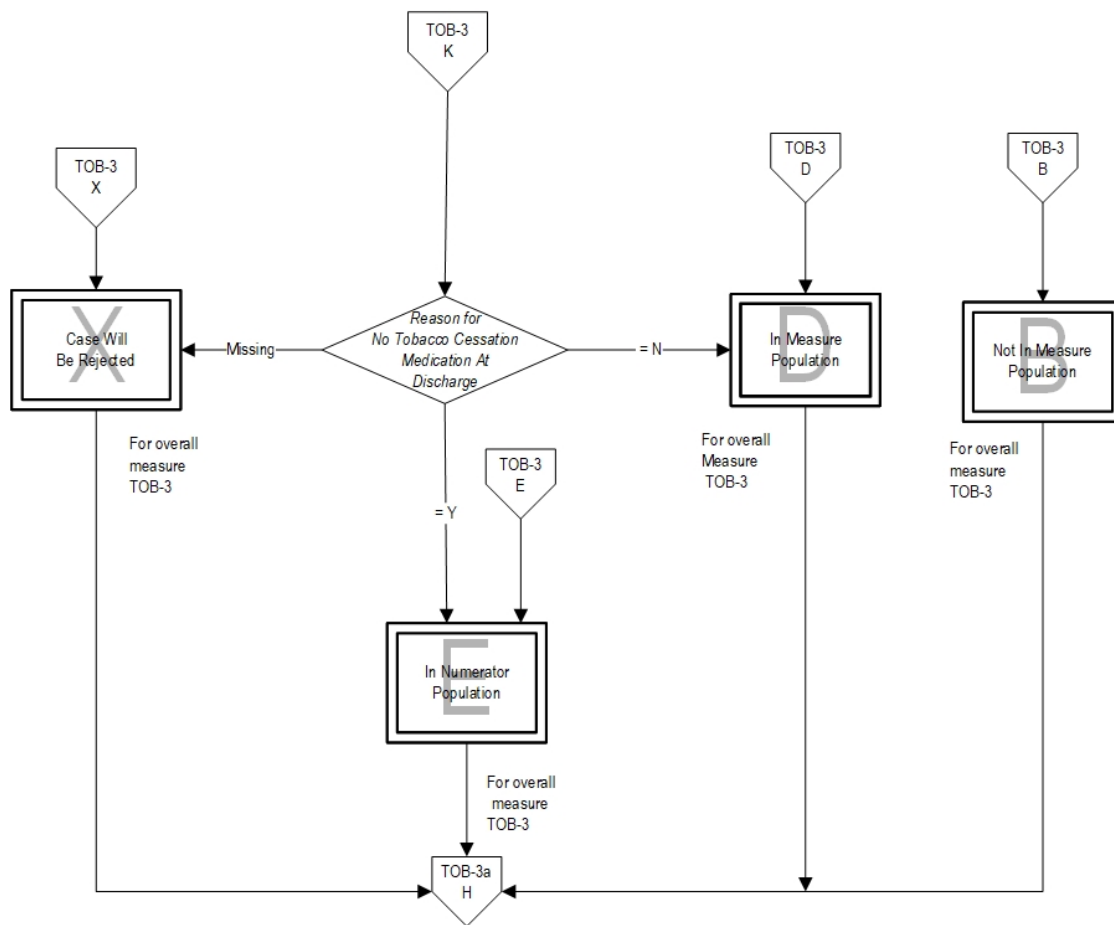 TOB-3
K
TOB-3
X
TOB-3
D
TOB-3
B
X
Case Will
Be Rejected
Missing
Reason for
No Tobacco Cessation
Medication At
Discharge
= N
D
In Measure
Population
B
Not In Measure
Population
For overall
measure
TOB-3
For overall
Measure
TOB-3
For overall
measure
TOB-3
TOB-3
E
= Y
E
In Numerator
Population
For overall
measure
TOB-3
TOB-3a
H